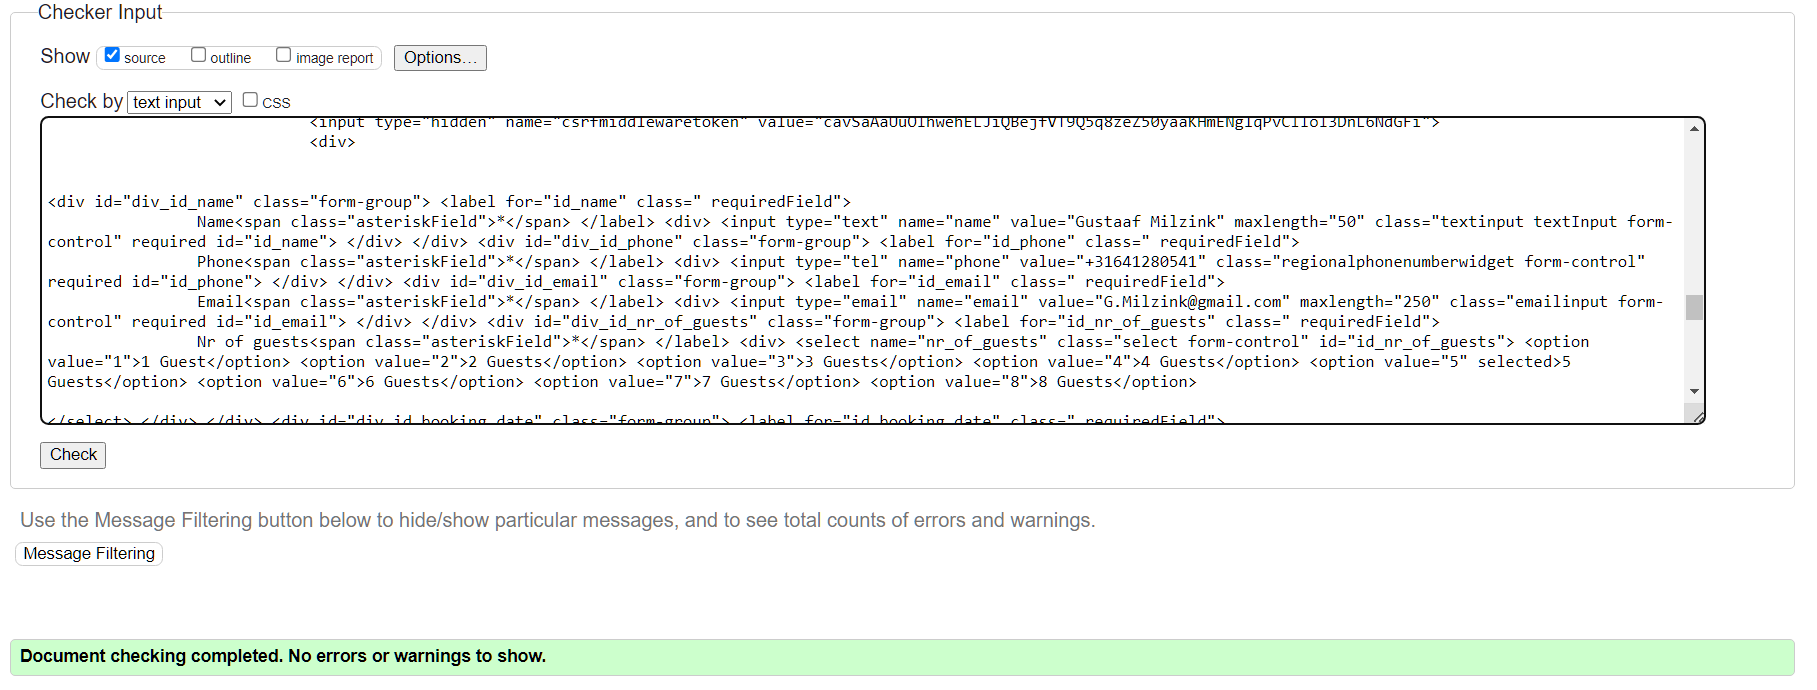 Checker Input
Show source outline image report Options...
Check by text input CSS
<input type="hidden" name="csrfmiddlewaretoken" value=
<div>
<div id="div_id_name" class="form-group"> <label for="id_name" class=" requiredField">
Name<span class="asteriskField">*</span> </label> <div> <input type="text" name="name" value="Gustaaf Milzink" maxlength="50" class="textinput textInput form-
control" required id="id_name"> </div> </div> <div id="div_id_phone" class="form-group"> <label for="id_phone" class=" requiredField">
Phone<span class="asteriskField">*</span> </label> <div> <input type="tel" name="phone" value="+31641280541" class="regionalphonenumberwidget form-control"
required id="id_phone"> </div> </div> <div id="div_id_email" class="form-group"> <label for="id_email" class=" requiredField">
Email<span class="asteriskField">*</span> </label> <div> <input type="email" name="email" value="G.Milzink@gmail.com" maxlength="250" class="emailinput form-
control" required id="id_email"> </div> </div> <div id="div_id_nr_of_guests" class="form-group"> <label for="id_nr_of_guests" class=" requiredField">
Nr of guests<span class="asteriskField">*</span> </label> <div> <select name="nr_of_guests" class="select form-control" id="id_nr_of_guests"> <option
value="1">1 Guest</option> <option value="2">2 Guests</option> <option value="3">3 Guests</option> <option value="4">4 Guests</option> <option value="5" selected>5
Guests</option> <option value="6">6 Guests</option> <option value="7">7 Guests</option> <option value="8">8 Guests</option>
</select> </div> </div> <div id="div_id_booking_date" class="form-group"> <label for="id_booking_date" class=" requiredField">
Check
Use the Message Filtering button below to hide/show particular messages, and to see total counts of errors and warnings.
Message Filtering
Document checking completed. No errors or warnings to show.